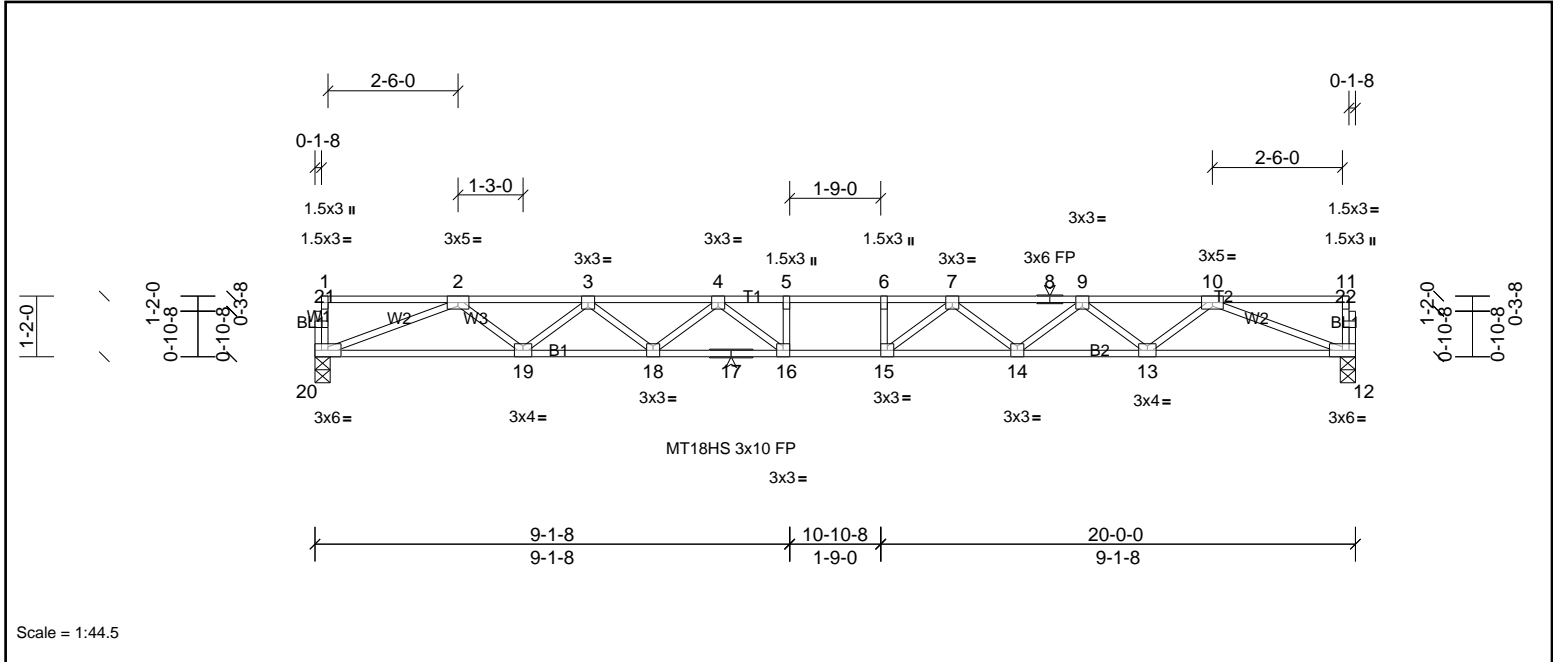 2-6-0 0-1-8
0-1-8 2-6-0
1-3-0 1-9-0
1.5x3 II 3x3= 1.5x3=
1.5x3= 3x5= 3x3= 1.5x3 II 1.5x3 II
3x3= 1.5x3 II 3x3= 3x6 FP 3x5=
1 2 3 4 5 6 7 8 9 10 11
21 T1 T2 22
W1 W2 W3 W2
BL1 BL1
1-2-0 1-2-0 0-10-8 0-10-8 0-3-8
1-2-0 0-10-8 0-10-8 0-3-8
B1 B2
19 18 17 16 15 14 13
20 12
3x6= 3x4= 3x3= 3x3= 3x3= 3x4= 3x6=
MT18HS 3x10 FP
3x3=
9-1-8 10-10-8 20-0-0
9-1-8 1-9-0 9-1-8
Scale = 1:44.5